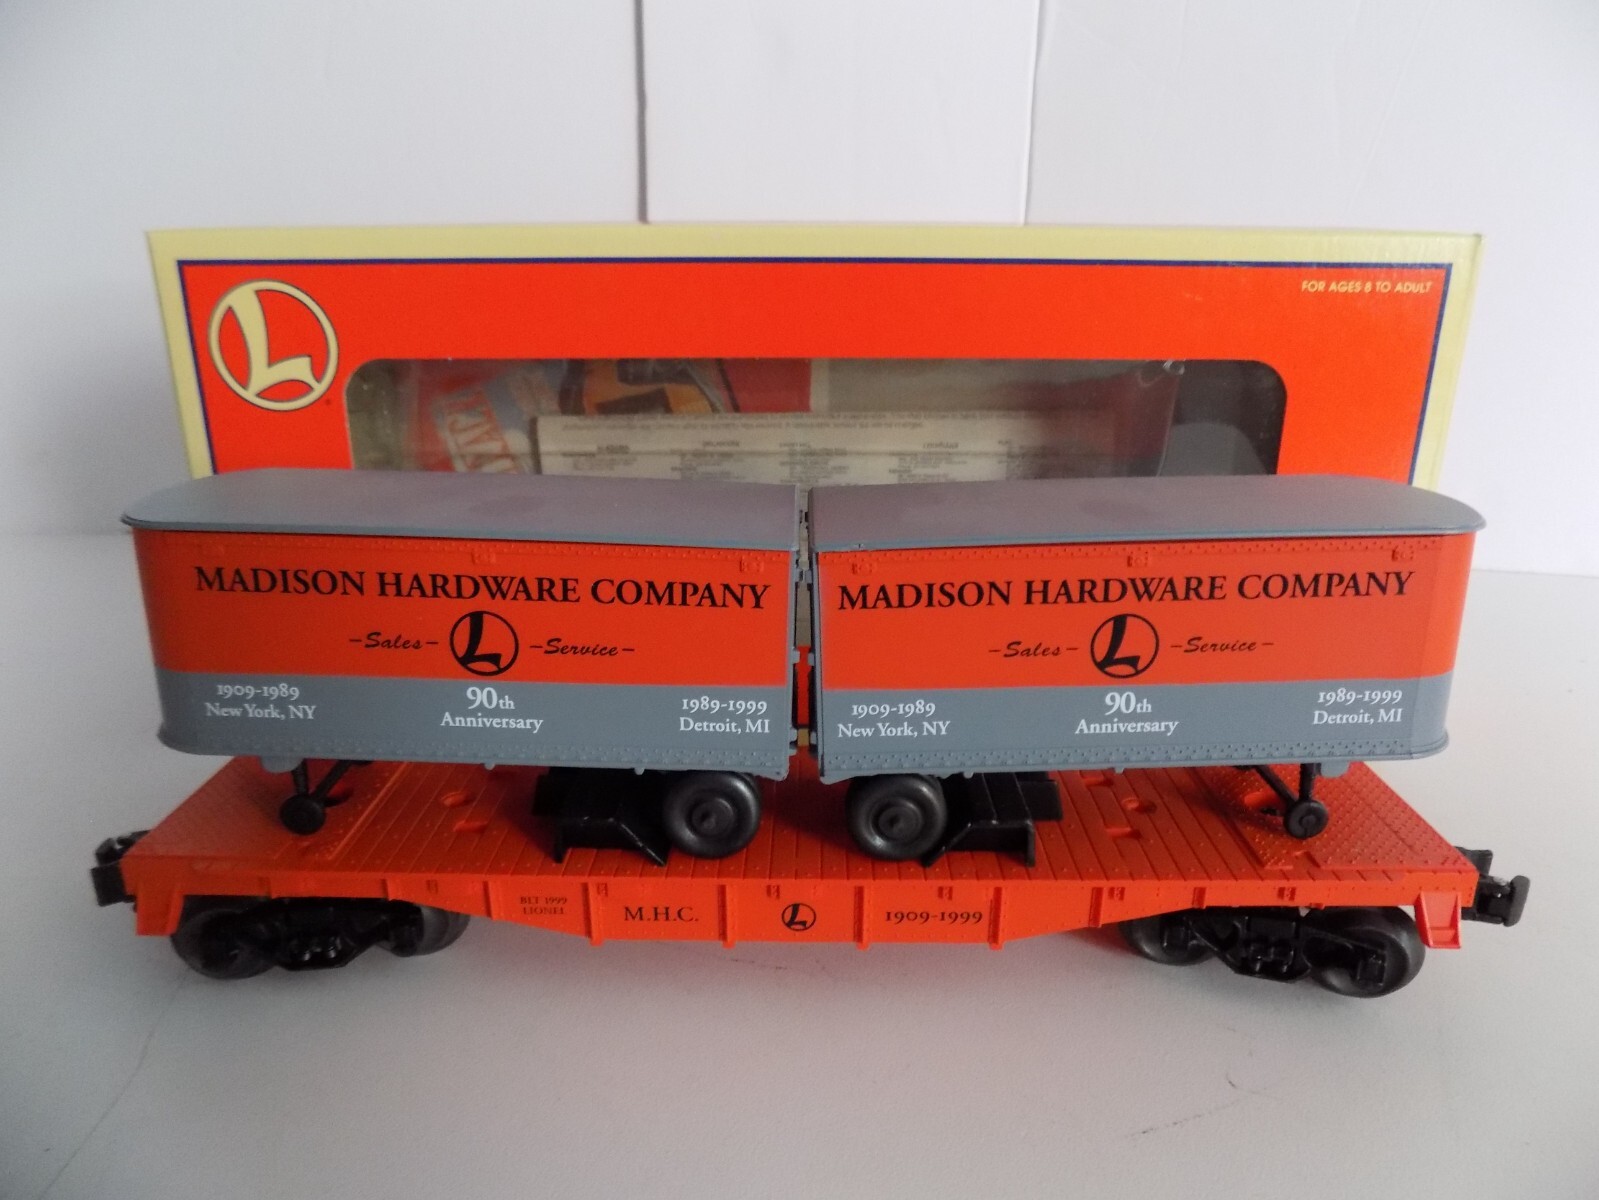 FOR AGES 8 TO ADULT
L
MADISON HARDWARE COMPANY
-Sales- L -Service-
1909-1989
New York, NY
90th
Anniversary
1989-1999
Detroit, MI
MADISON HARDWARE COMPANY
-Sales- L -Service-
1909-1989
New York, NY
90th
Anniversary
1989-1999
Detroit, MI
BLT 1999
LIONEL
M.H.C. L 1909-1999